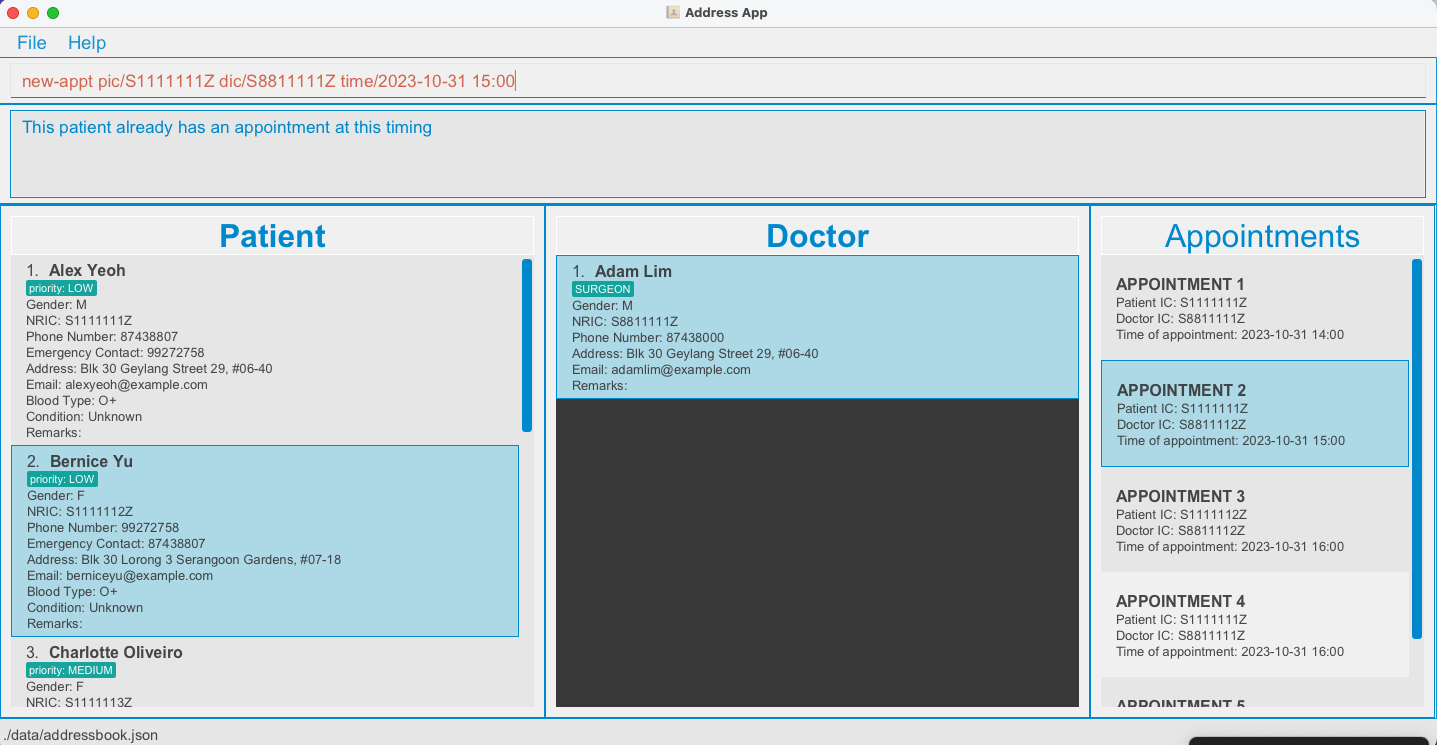 Address App
File Help
new-appt pic/S1111111Z dic/S8811111Z time/2023-10-31 15:00
This patient already has an appointment at this timing
Patient
1. Alex Yeoh
priority: LOW
Gender: M
NRIC: S1111111Z
Phone Number: 87438807
Emergency Contact: 99272758
Address: Blk 30 Geylang Street 29, #06-40
Email: alexyeoh@example.com
Blood Type: O+
Condition: Unknown
Remarks:
2. Bernice Yu
priority: LOW
Gender: F
NRIC: S1111112Z
Phone Number: 99272758
Emergency Contact: 87438807
Address: Blk 30 Lorong 3 Serangoon Gardens, #07-18
Email: berniceyu@example.com
Blood Type: O+
Condition: Unknown
Remarks:
3. Charlotte Oliveiro
priority: MEDIUM
Gender: F
NRIC: S1111113Z
Doctor
1. Adam Lim
SURGEON
Gender: M
NRIC: S8811111Z
Phone Number: 87438000
Address: Blk 30 Geylang Street 29, #06-40
Email: adamlim@example.com
Remarks:
Appointments
APPOINTMENT 1
Patient IC: S1111111Z
Doctor IC: S8811111Z
Time of appointment: 2023-10-31 14:00
APPOINTMENT 2
Patient IC: S1111111Z
Doctor IC: S8811112Z
Time of appointment: 2023-10-31 15:00
APPOINTMENT 3
Patient IC: S1111112Z
Doctor IC: S8811112Z
Time of appointment: 2023-10-31 16:00
APPOINTMENT 4
Patient IC: S1111111Z
Doctor IC: S8811111Z
Time of appointment: 2023-10-31 16:00
APPOINTMENT 5
./data/addressbook.json